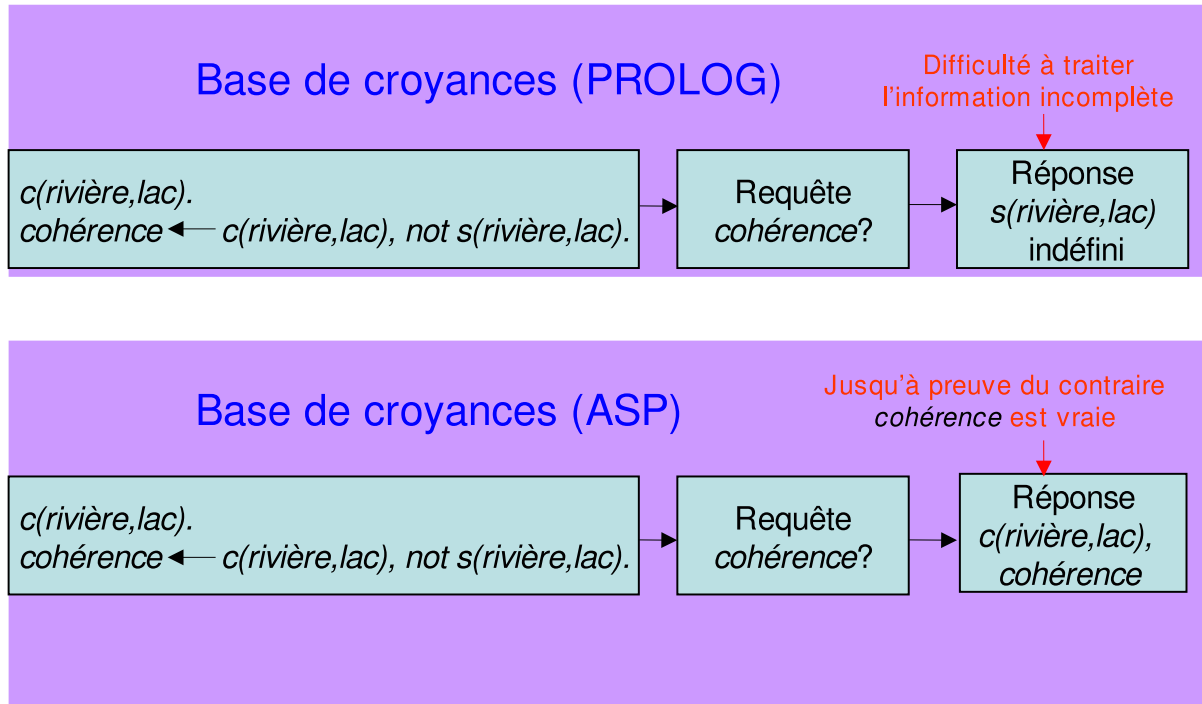 Base de croyances (PROLOG)
Difficulté à traiter
l'information incomplète
c(rivière,lac).
cohérence ← c(rivière,lac), not s(rivière,lac).
Requête
cohérence?
Réponse
s(rivière,lac)
indéfini
Base de croyances (ASP)
Jusqu'à preuve du contraire
cohérence est vraie
c(rivière,lac).
cohérence ← c(rivière,lac), not s(rivière,lac).
Requête
cohérence?
Réponse
c(rivière,lac),
cohérence